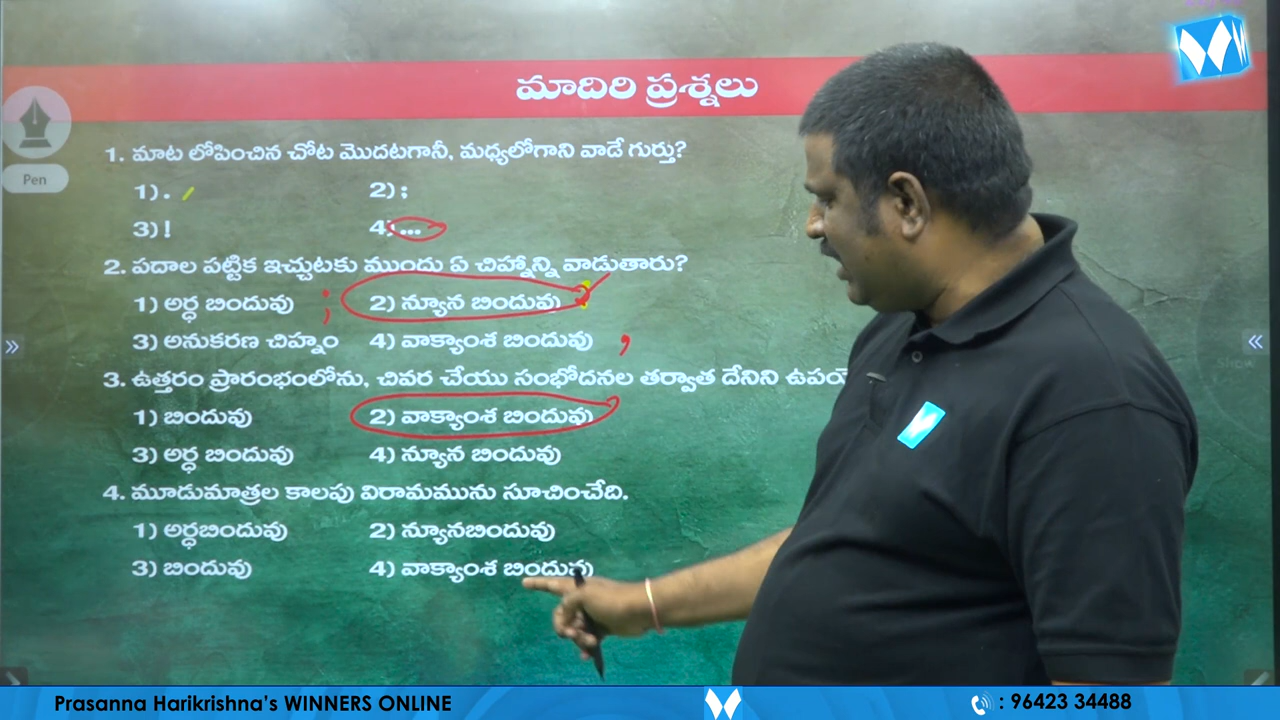 మాదిరి ప్రశ్నలు
Pen
1. మాట లోపించిన చోట మొదటగానీ, మధ్యలోగాని వాడే గుర్తు?
1) . 2) ;
3) ! 4) ...
2. పదాల పట్టిక ఇచ్చుటకు ముందు ఏ చిహ్నాన్ని వాడుతారు?
1) అర్ధ బిందువు ; 2) న్యూన బిందువు :
3) అనుకరణ చిహ్నం 4) వాక్యాంశ బిందువు ,
3. ఉత్తరం ప్రారంభంలోను, చివర చేయు సంభోదనల తర్వాత దేనిని
1) బిందువు 2) వాక్యాంశ బిందువు
3) అర్ధ బిందువు 4) న్యూన బిందువు
4. మూడుమాత్రల కాలపు విరామమును సూచించేది.
1) అర్ధబిందువు 2) న్యూనబిందువు
3) బిందువు 4) వాక్యాంశ బిందువు
Prasanna Harikrishna's WINNERS ONLINE : 96423 34488